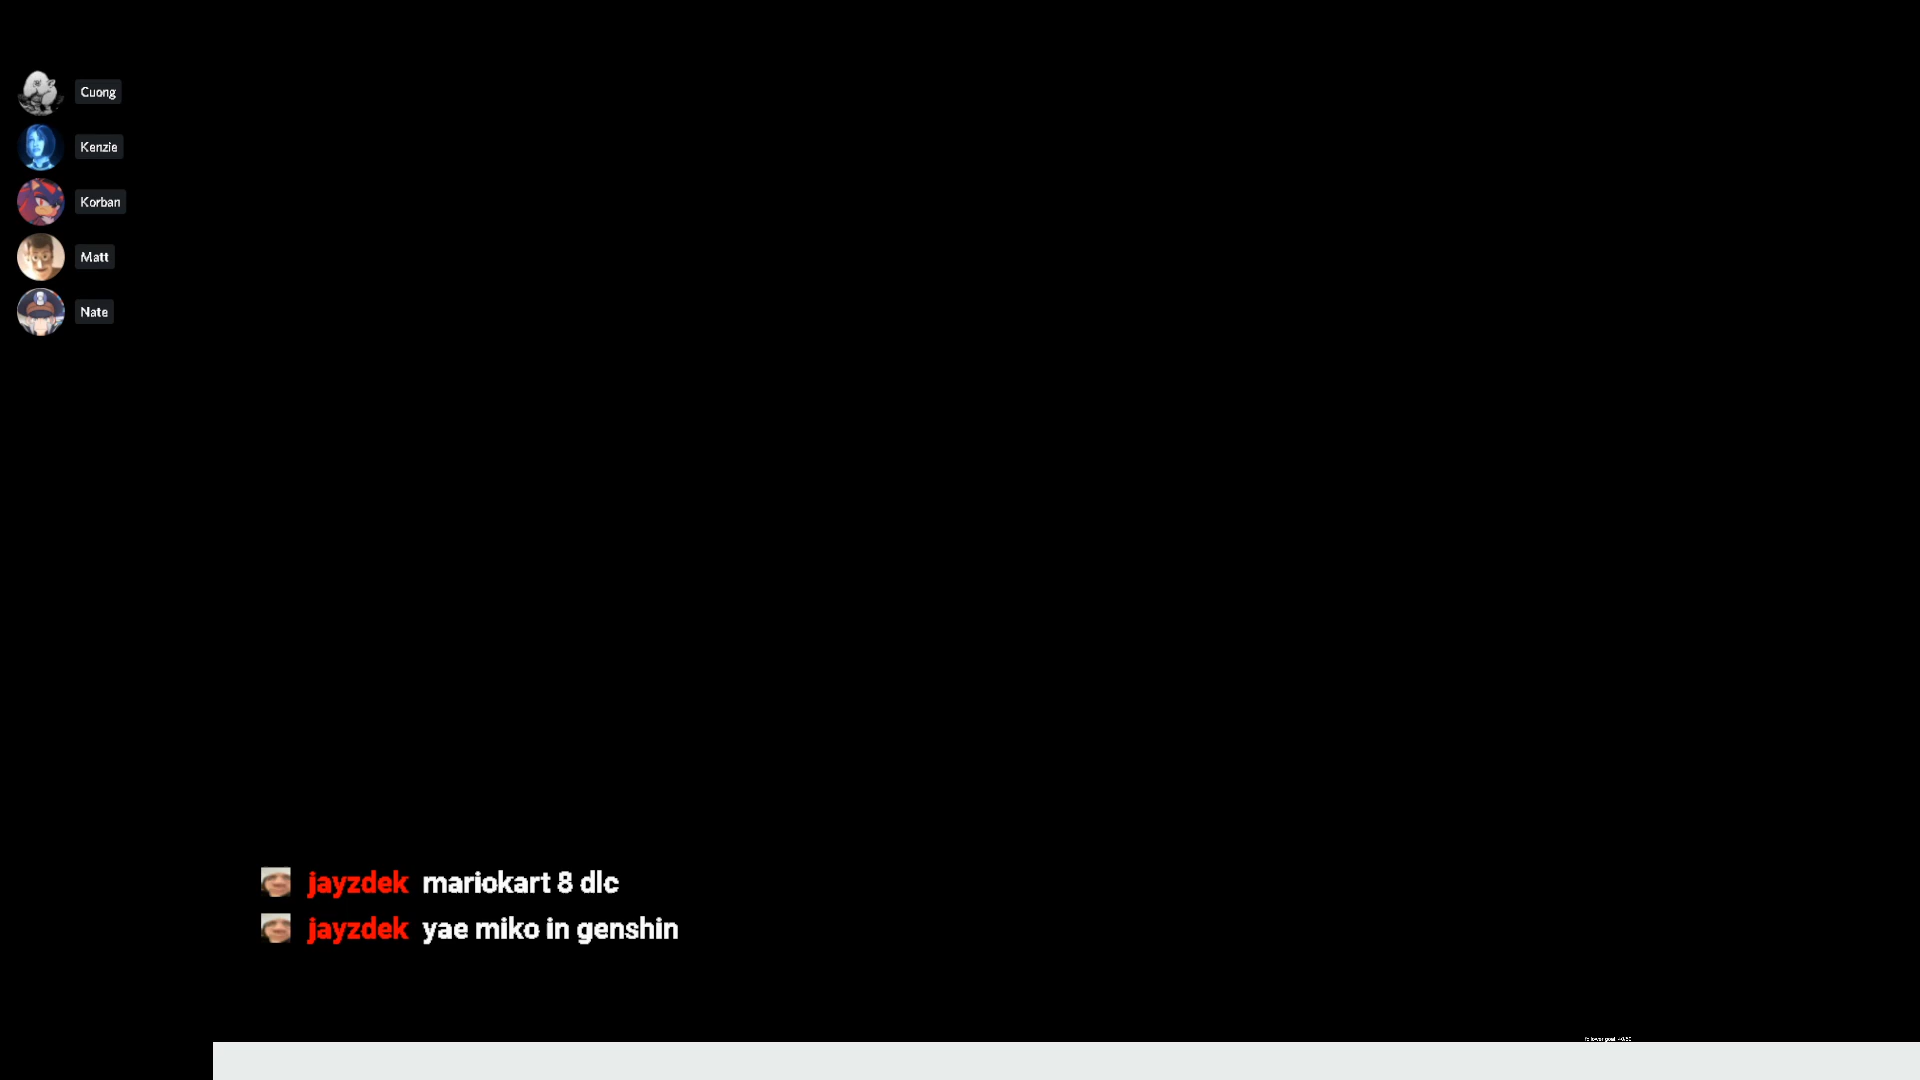 Cuong
Kenzie
Korban
Matt
Nate
jayzdek mariokart 8 dlc
jayzdek yae miko in genshin